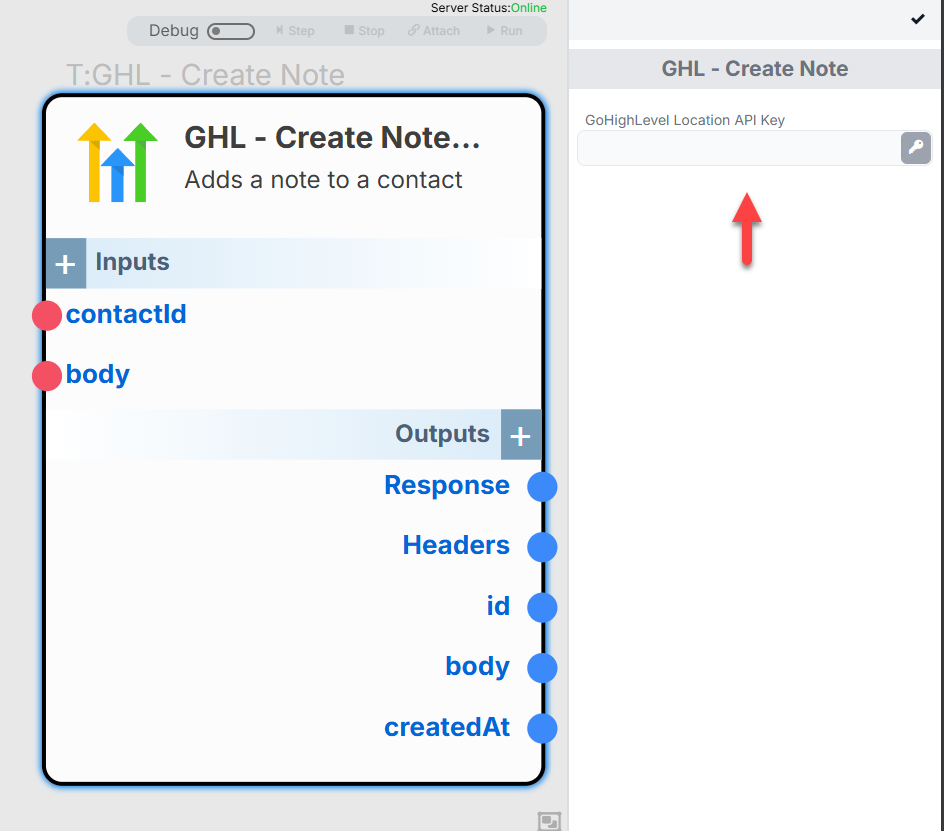 Server Status:Online
Debug
Step
Stop
Attach
Run
T:GHL - Create Note
GHL - Create Note...
Adds a note to a contact
+ Inputs
contactId
body
Outputs +
Response
Headers
id
body
createdAt
GHL - Create Note
GoHighLevel Location API Key